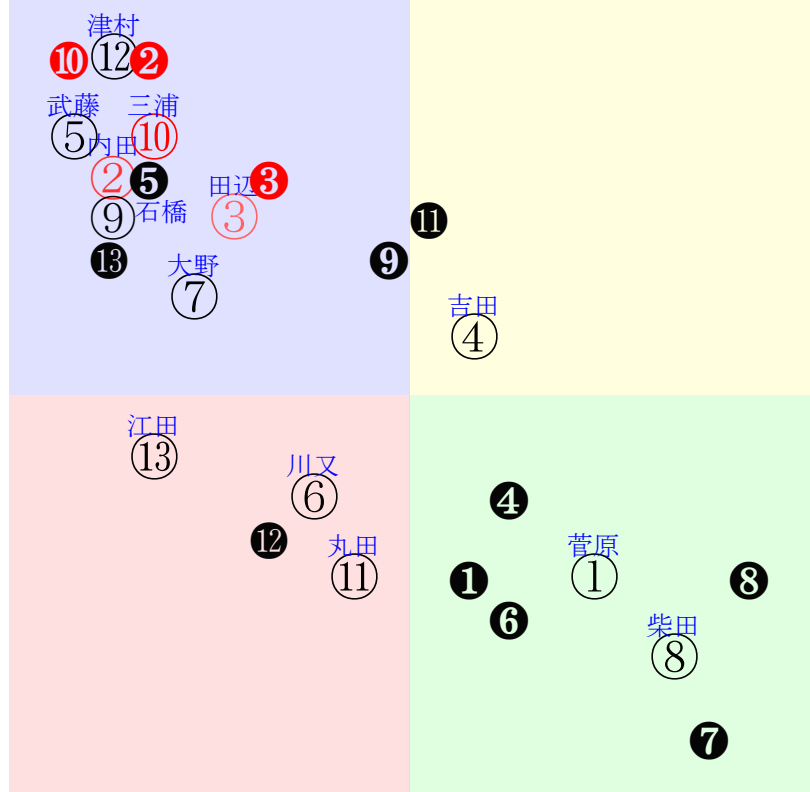 津村
❿ ⑫ ❷
武藤 三浦
⑤ ⑩
内田
② ❺ 田辺 ❸
⑨ 石橋 ③ ⓫
⓭ 大野 ❾
⑦ 吉田
④
江田
⑬ 川又
⑥ ❹
⓬ 丸田 菅原
⑪ ❶ ① ❽
❻ 柴田
⑧
❼